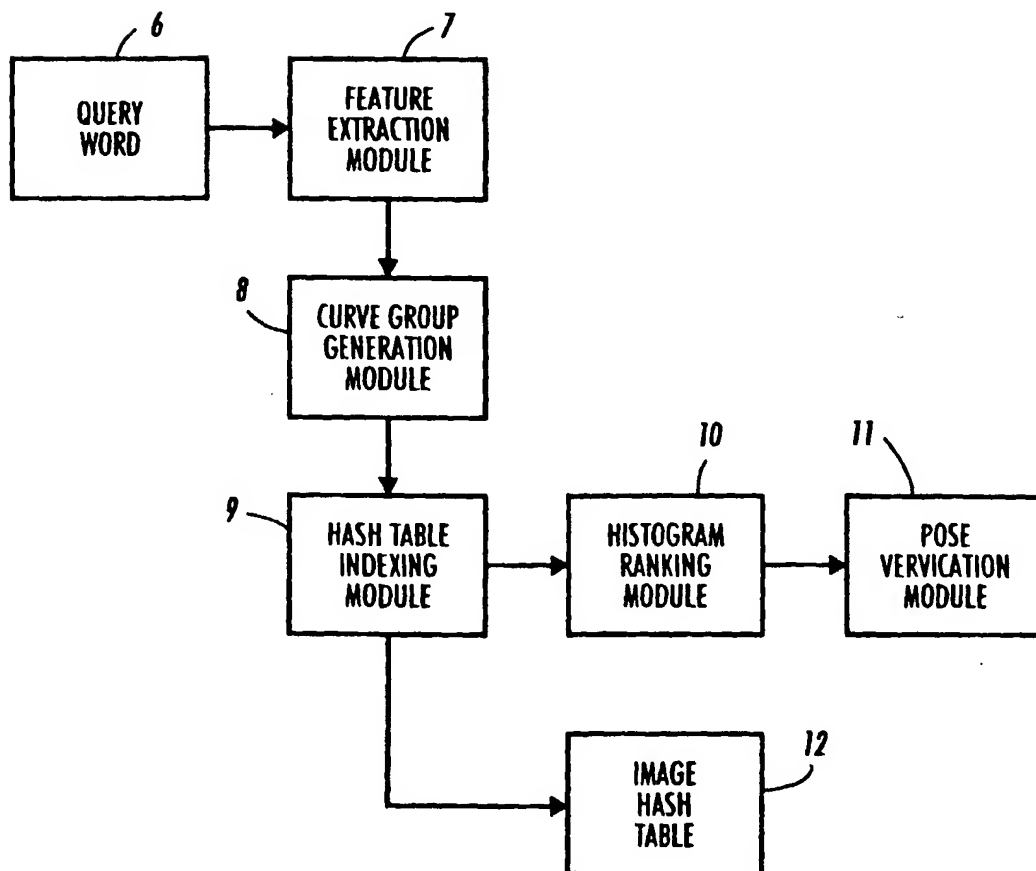 6
QUERY
WORD
7
FEATURE
EXTRACTION
MODULE
8
CURVE GROUP
GENERATION
MODULE
9
HASH TABLE
INDEXING
MODULE
10
HISTOGRAM
RANKING
MODULE
11
POSE
VERVICATION
MODULE
12
IMAGE
HASH
TABLE